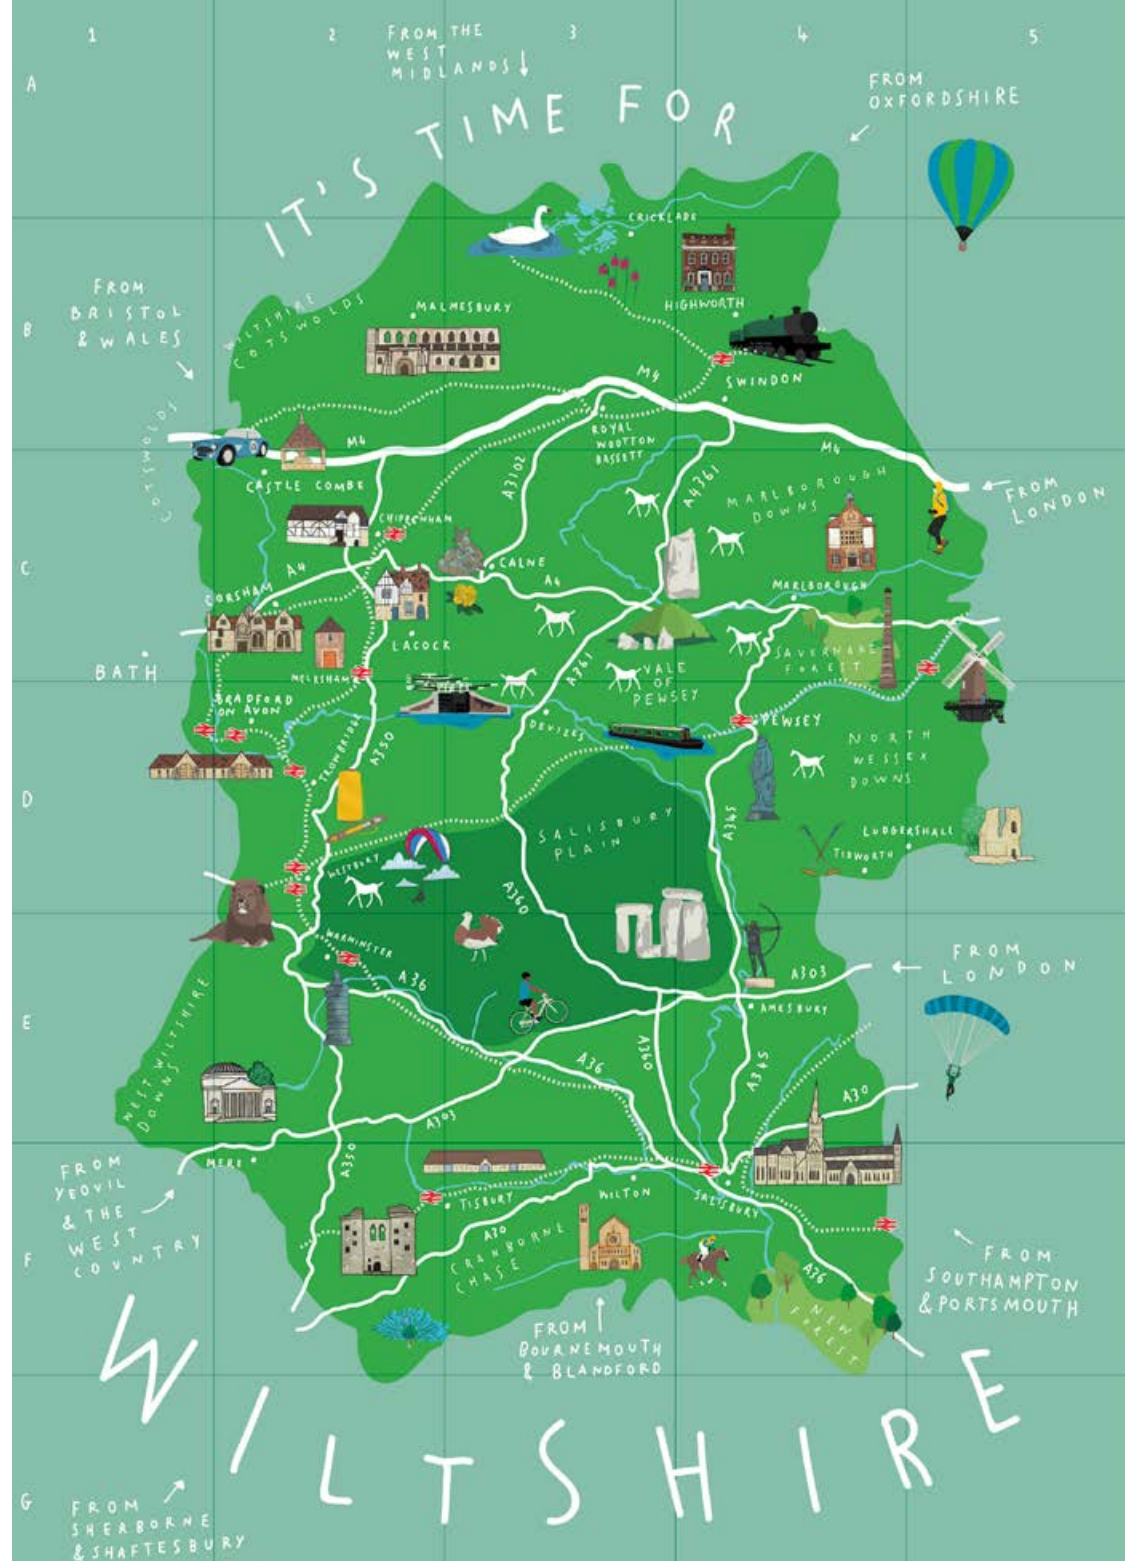 1
2
3
4
5
A
B
C
D
E
F
G
FROM THE
WEST
MIDLANDS
FROM
OXFORDSHIRE
IT'S TIME FOR
CRICKLADE
HIGHWORTH
FROM
BRISTOL
& WALES
WILTSHIRE
COTSWOLDS
MALMESBURY
M4
SWINDON
COTSWOLDS
M4
ROYAL
WOOTTON
BASSETT
M4
CASTLE COMBE
A3102
A4361
MARLBOROUGH
DOWNS
FROM
LONDON
CHIPPENHAM
CALNE
A4
A4
CORSHAM
MARLBOROUGH
LACOCK
A361
SAVERNAKE
FOREST
BATH
MELKSHAM
VALE
OF
PEWSEY
BRADFORD
ON AVON
DEVIZES
PEWSEY
TROWBRIDGE
A350
NORTH
WESSEX
DOWNS
SALISBURY
PLAIN
A345
LUDGERSHALL
TIDWORTH
WESTBURY
A360
WARMINSTER
A36
A303
FROM
LONDON
AMESBURY
WEST WILTSHIRE
DOWNS
A360
A36
A345
A30
A303
MERE
A350
FROM
YEOVIL
& THE
WEST
COUNTRY
TISBURY
WILTON
SALISBURY
A30
CRANBORNE
CHASE
A36
FROM
SOUTHAMPTON
& PORTSMOUTH
NEW
FOREST
FROM
BOURNEMOUTH
& BLANDFORD
WILTSHIRE
FROM
SHERBORNE
& SHAFTESBURY